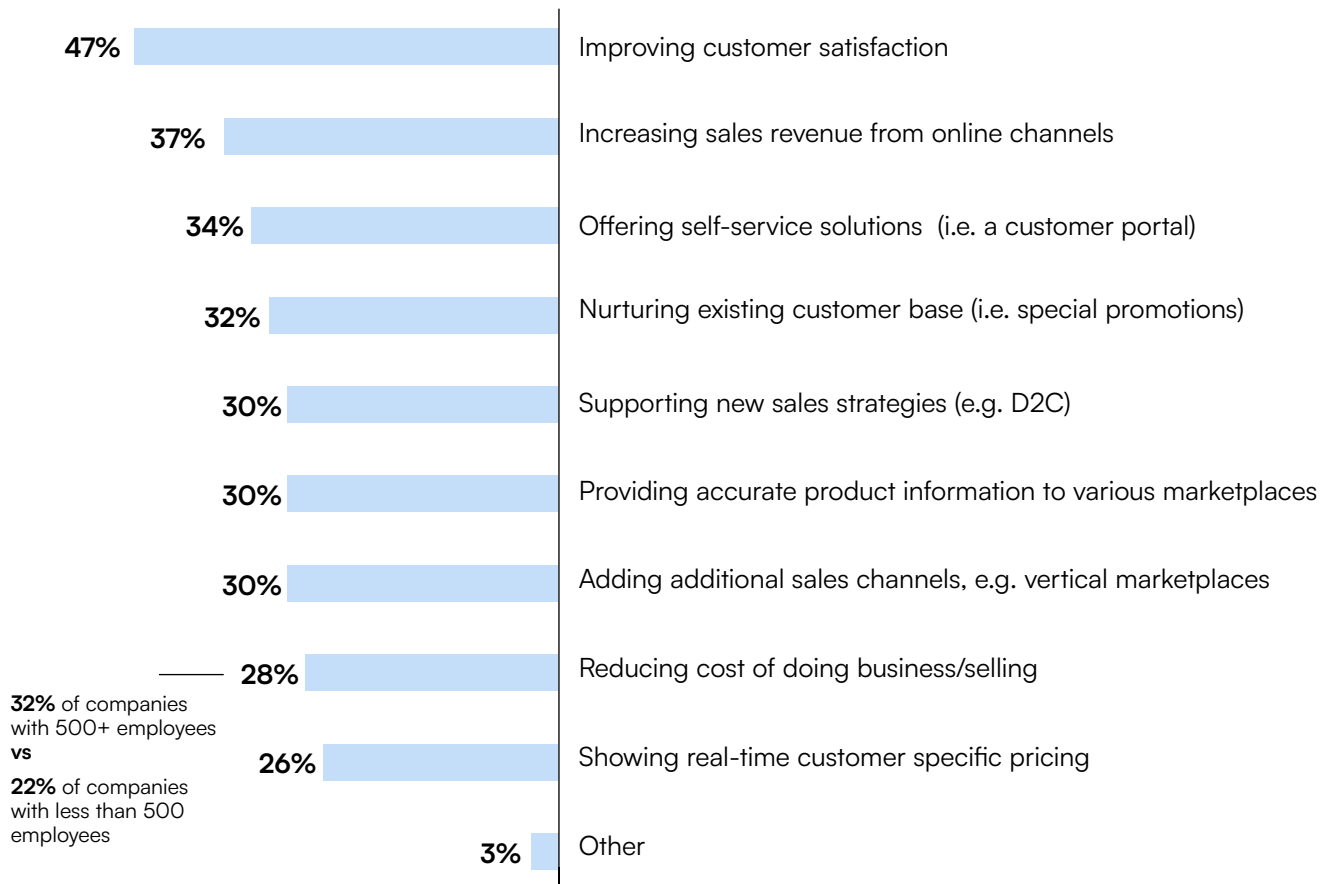 47% Improving customer satisfaction
37% Increasing sales revenue from online channels
34% Offering self-service solutions (i.e. a customer portal)
32% Nurturing existing customer base (i.e. special promotions)
30% Supporting new sales strategies (e.g. D2C)
30% Providing accurate product information to various marketplaces
30% Adding additional sales channels, e.g. vertical marketplaces
28% Reducing cost of doing business/selling
32% of companies
with 500+ employees
vs
22% of companies
with less than 500
employees
26% Showing real-time customer specific pricing
3% Other